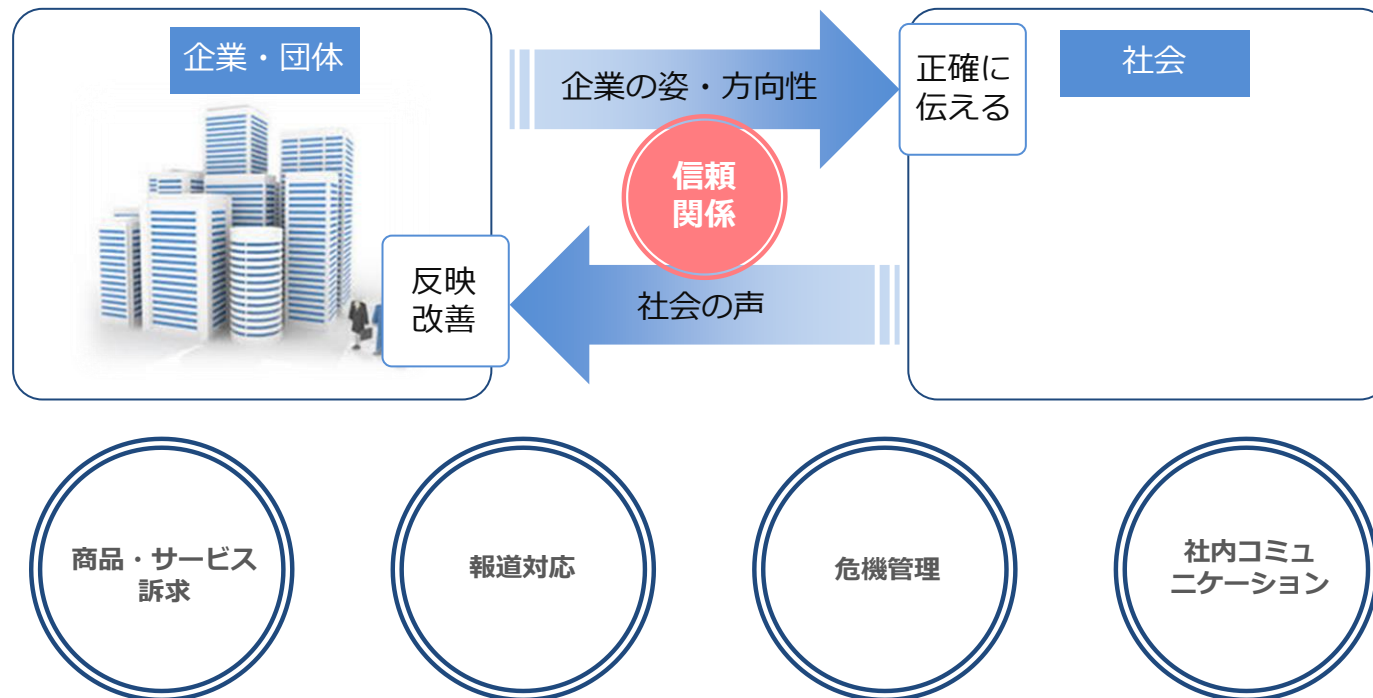 企業・団体
企業の姿・方向性
正確に
伝える
社会
信頼
関係
反映
改善
社会の声
商品・サービス
訴求
報道対応
危機管理
社内コミュ
ニケーション